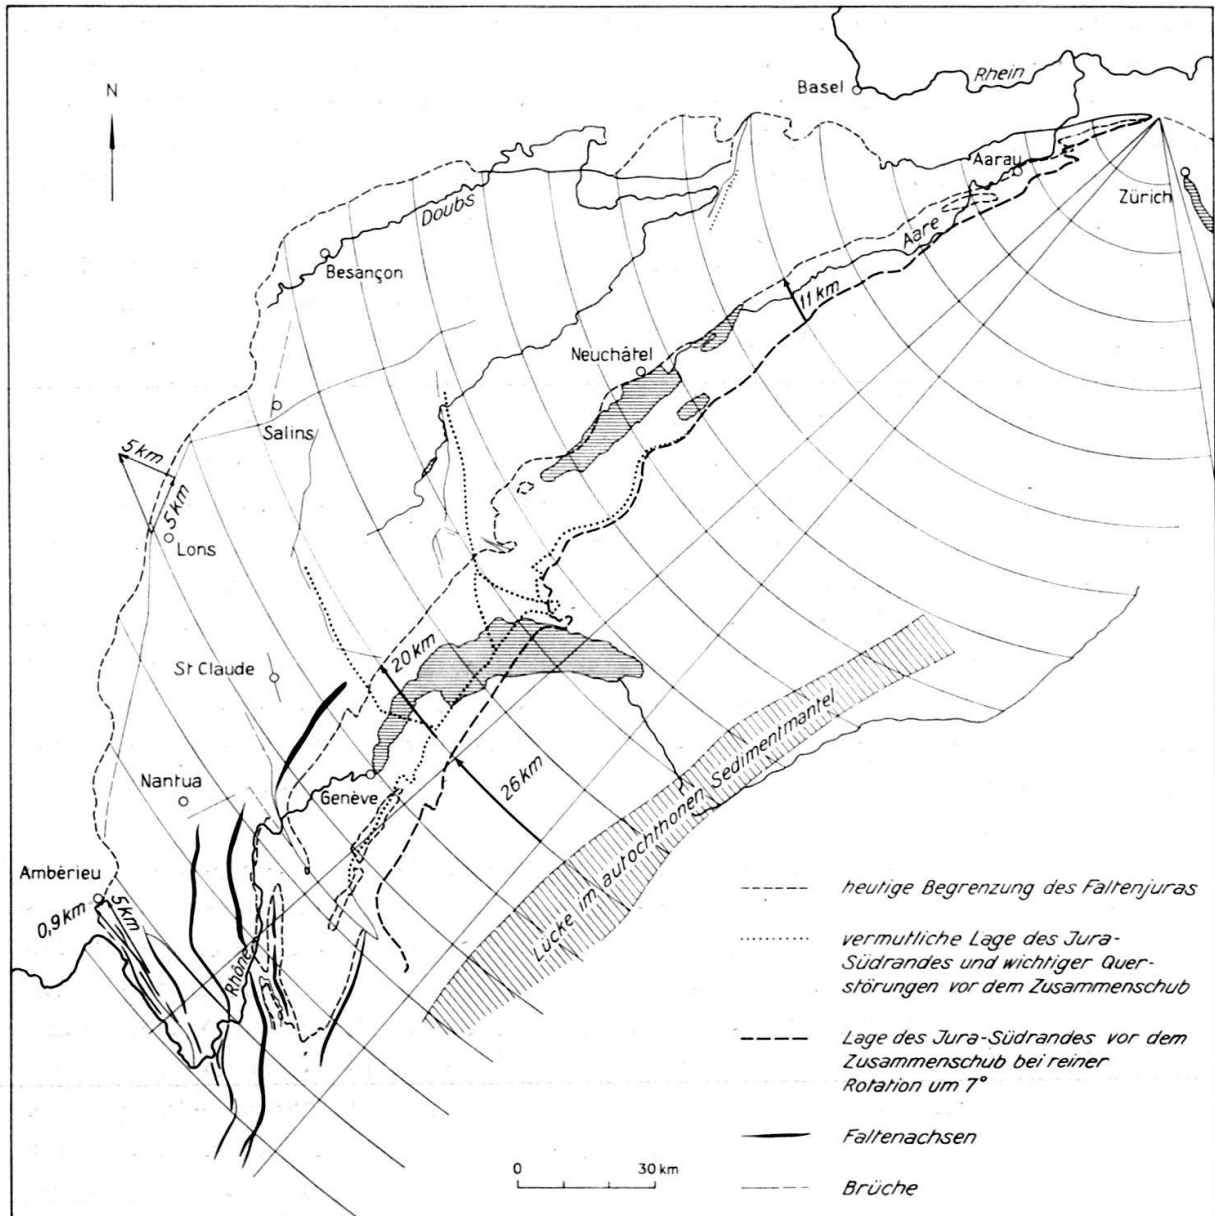 N
Basel
Rhein
Aarau
Zürich
Doubs
Aare
Besançon
11 km
Neuchâtel
Salins
5 km
5 km
Lons
20 km
St Claude
26 km
Nantua
Genève
Lücke im autochthonen Sedimentmantel
Ambérieu
0,9 km
5 km
Rhône
heutige Begrenzung des Faltenjuras
vermutliche Lage des Jura-
Südrandes und wichtiger Quer-
störungen vor dem Zusammenschub
Lage des Jura-Südrandes vor dem
Zusammenschub bei reiner
Rotation um 7°
Faltenachsen
Brüche
0 30 km